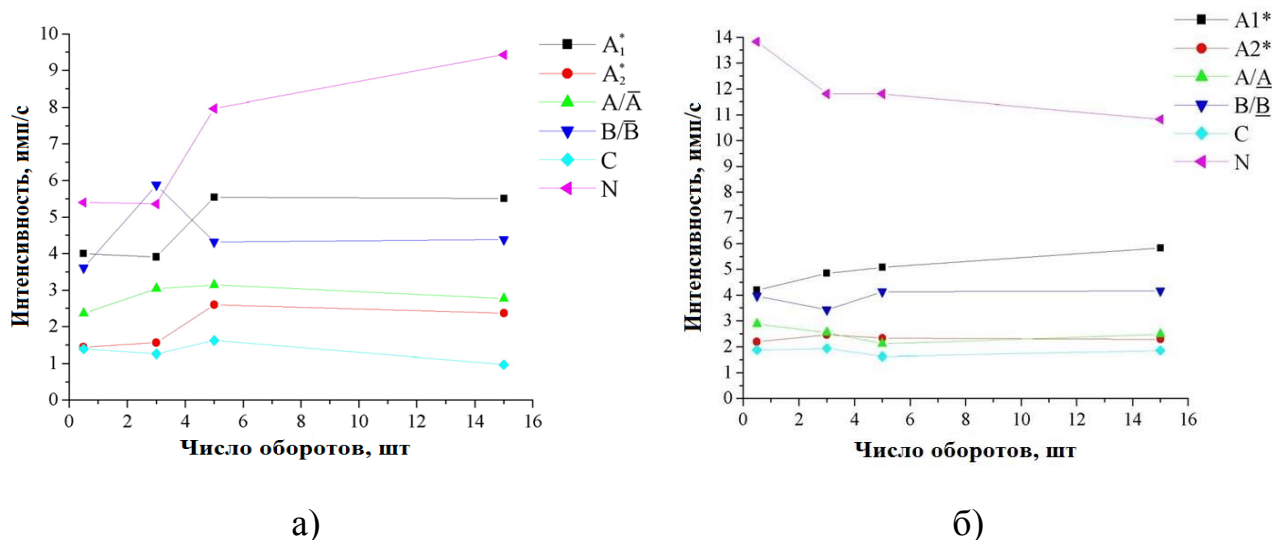 10
9
8
7
6
5
4
3
2
1
0
Интенсивность, имп/с
0 2 4 6 8 10 12 14 16
Число оборотов, шт
A₁*
A₂*
A/A̅
B/B̅
C
N
а)
14
13
12
11
10
9
8
7
6
5
4
3
2
1
0
Интенсивность, имп/с
0 2 4 6 8 10 12 14 16
Число оборотов, шт
A1*
A2*
A/A̲
B/B̲
C
N
б)